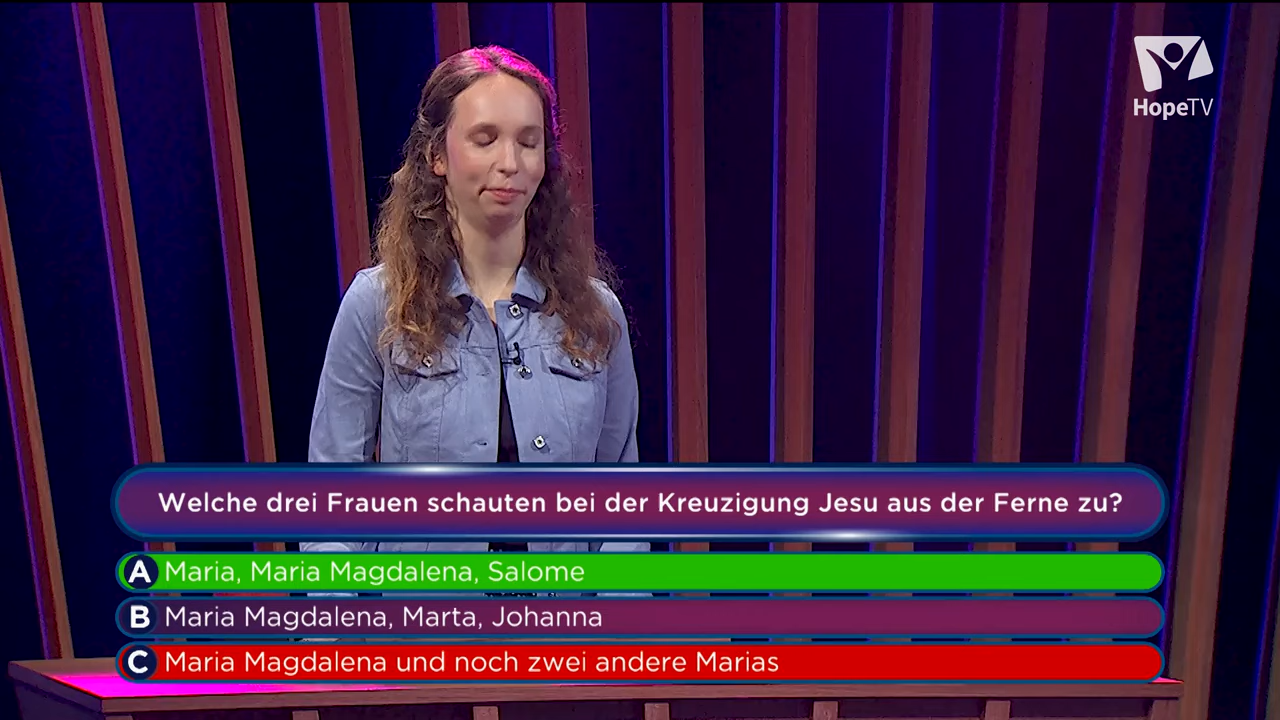 HopeTV
Welche drei Frauen schauten bei der Kreuzigung Jesu aus der Ferne zu?
A Maria, Maria Magdalena, Salome
B Maria Magdalena, Marta, Johanna
C Maria Magdalena und noch zwei andere Marias